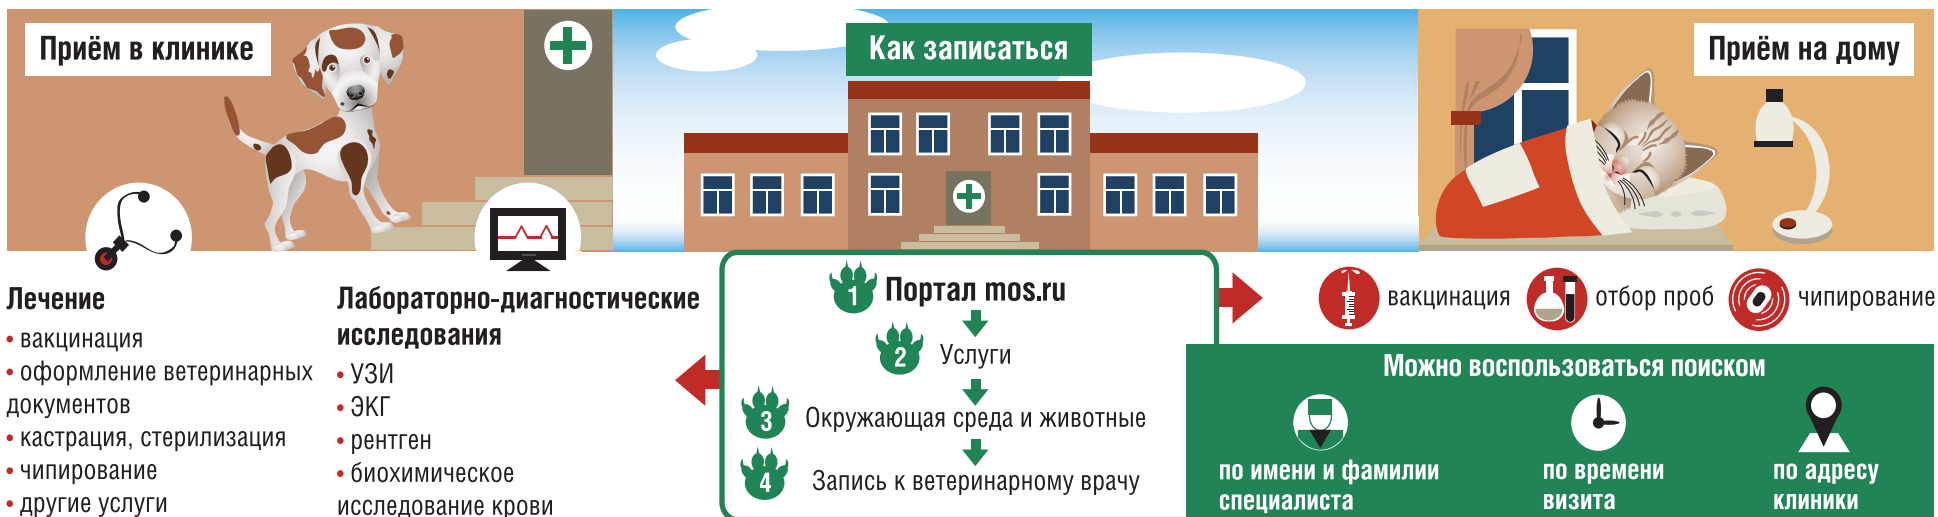 Приём в клинике
Как записаться
Приём на дому
Лечение
• вакцинация
• оформление ветеринарных
документов
• кастрация, стерилизация
• чипирование
• другие услуги
Лабораторно-диагностические
исследования
• УЗИ
• ЭКГ
• рентген
• биохимическое
исследование крови
1 Портал mos.ru
2 Услуги
3 Окружающая среда и животные
4 Запись к ветеринарному врачу
вакцинация
отбор проб
чипирование
Можно воспользоваться поиском
по имени и фамилии
специалиста
по времени
визита
по адресу
клиники